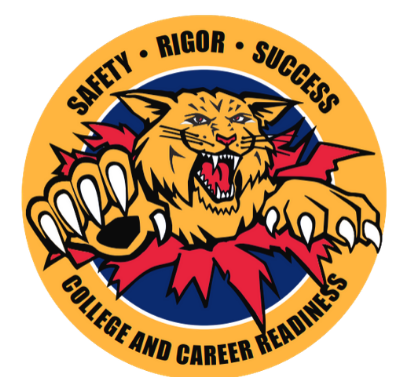 SAFETY • RIGOR • SUCCESS
COLLEGE AND CAREER READINESS